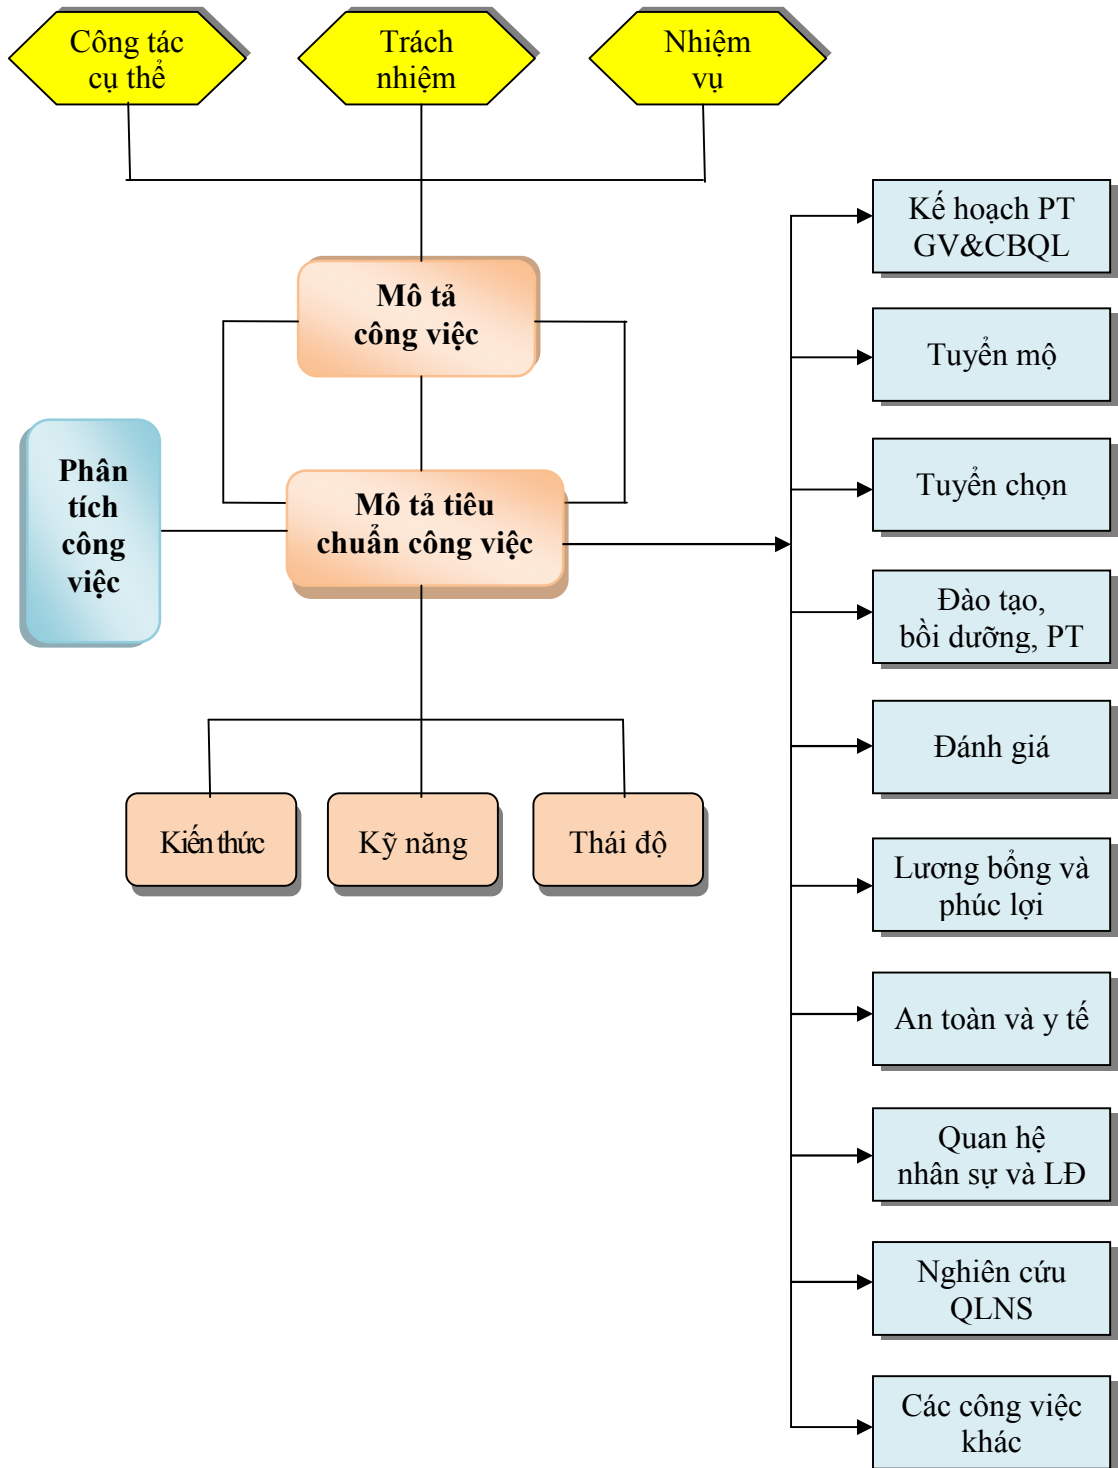 Công tác
cụ thể
Trách
nhiệm
Nhiệm
vụ
Mô tả
công việc
Phân
tích
công
việc
Mô tả tiêu
chuẩn công việc
Kiến thức
Kỹ năng
Thái độ
Kế hoạch PT
GV&CBQL
Tuyển mộ
Tuyển chọn
Đào tạo,
bồi dưỡng, PT
Đánh giá
Lương bổng và
phúc lợi
An toàn và y tế
Quan hệ
nhân sự và LĐ
Nghiên cứu
QLNS
Các công việc
khác